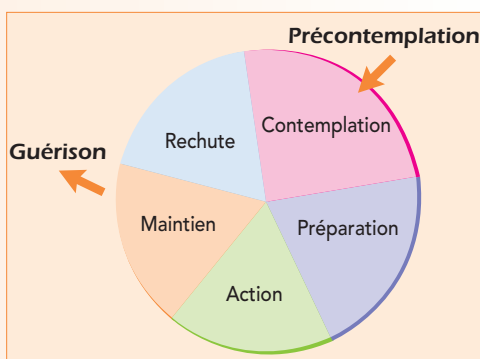 Précontemplation
Contemplation
Rechute
Guérison
Préparation
Maintien
Action